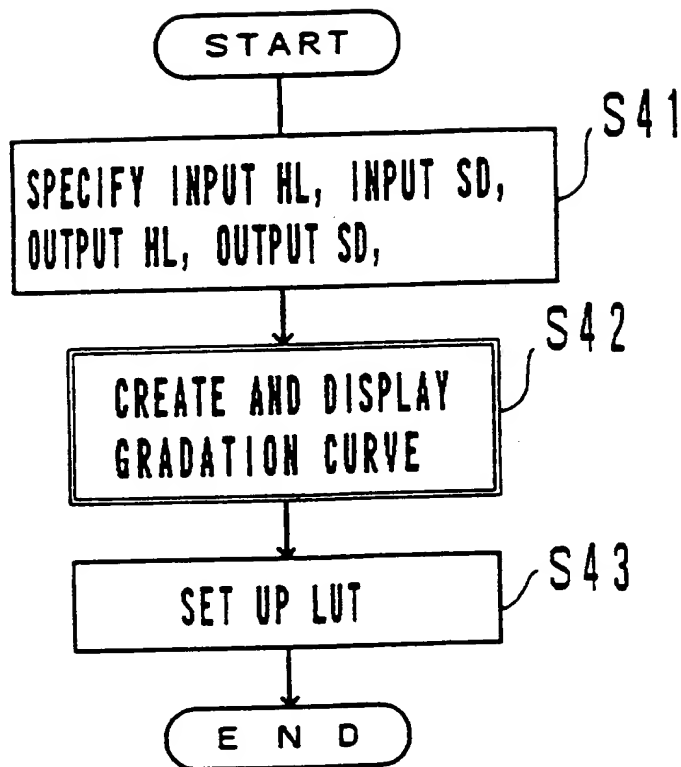 START
S41
SPECIFY INPUT HL, INPUT SD,
OUTPUT HL, OUTPUT SD,
S42
CREATE AND DISPLAY
GRADATION CURVE
S43
SET UP LUT
END